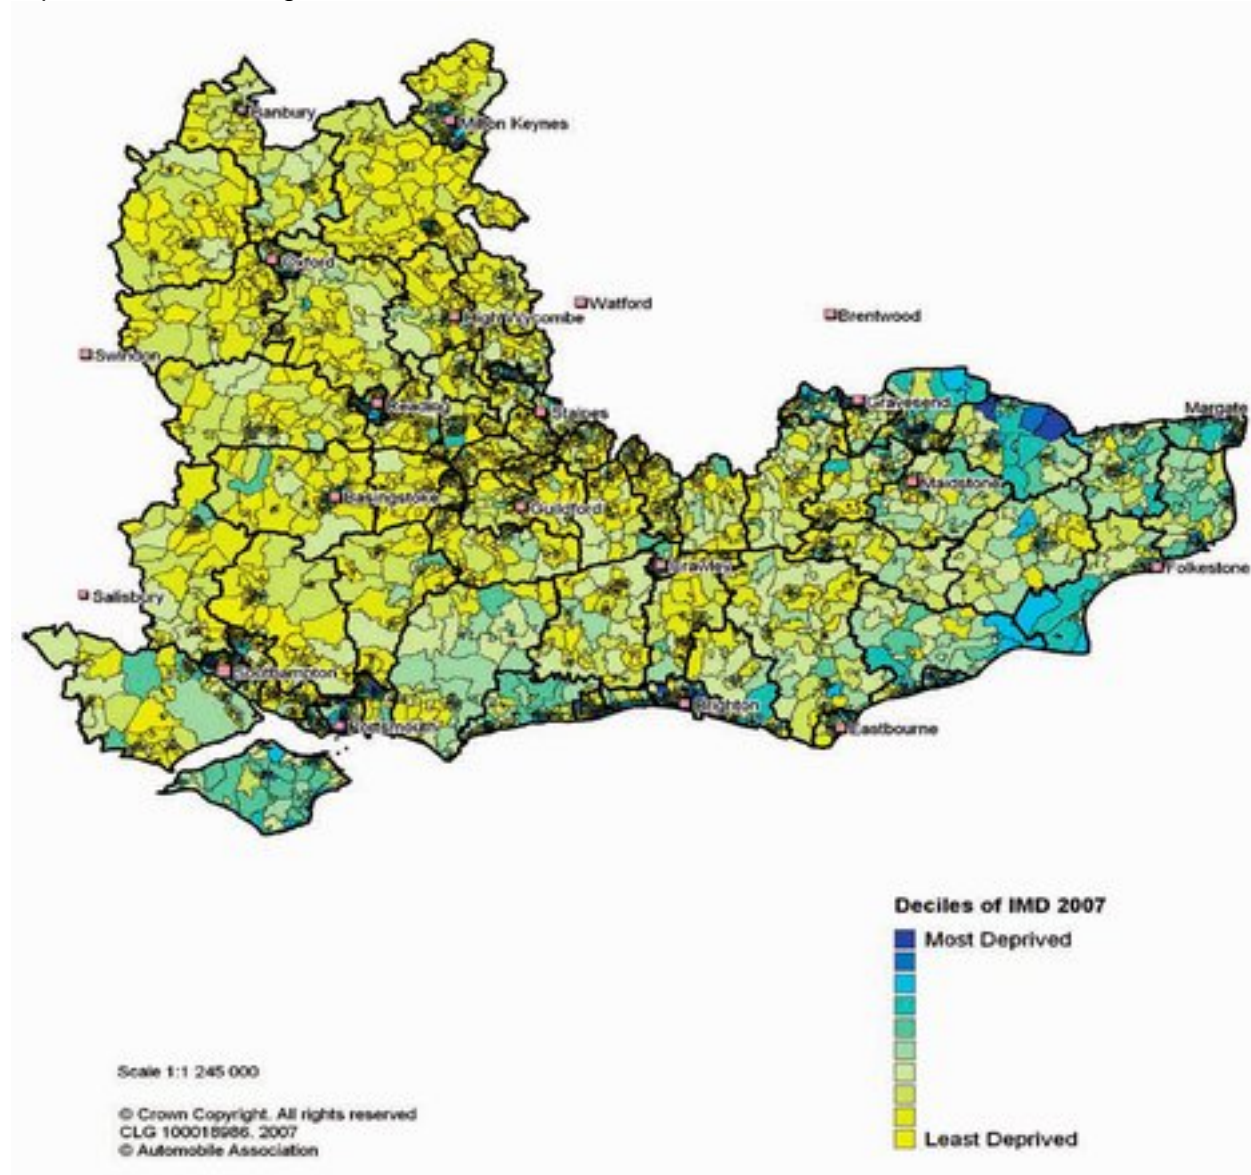 Banbury
Milton Keynes
Oxford
Watford
High Wycombe
Brentwood
Swindon
Reading
Staines
Gravesend
Margate
Maidstone
Basingstoke
Guildford
Crawley
Folkestone
Salisbury
Southampton
Brighton
Portsmouth
Eastbourne
Deciles of IMD 2007
Most Deprived
Least Deprived
Scale 1:1 245 000
© Crown Copyright. All rights reserved
CLG 100018986. 2007
© Automobile Association